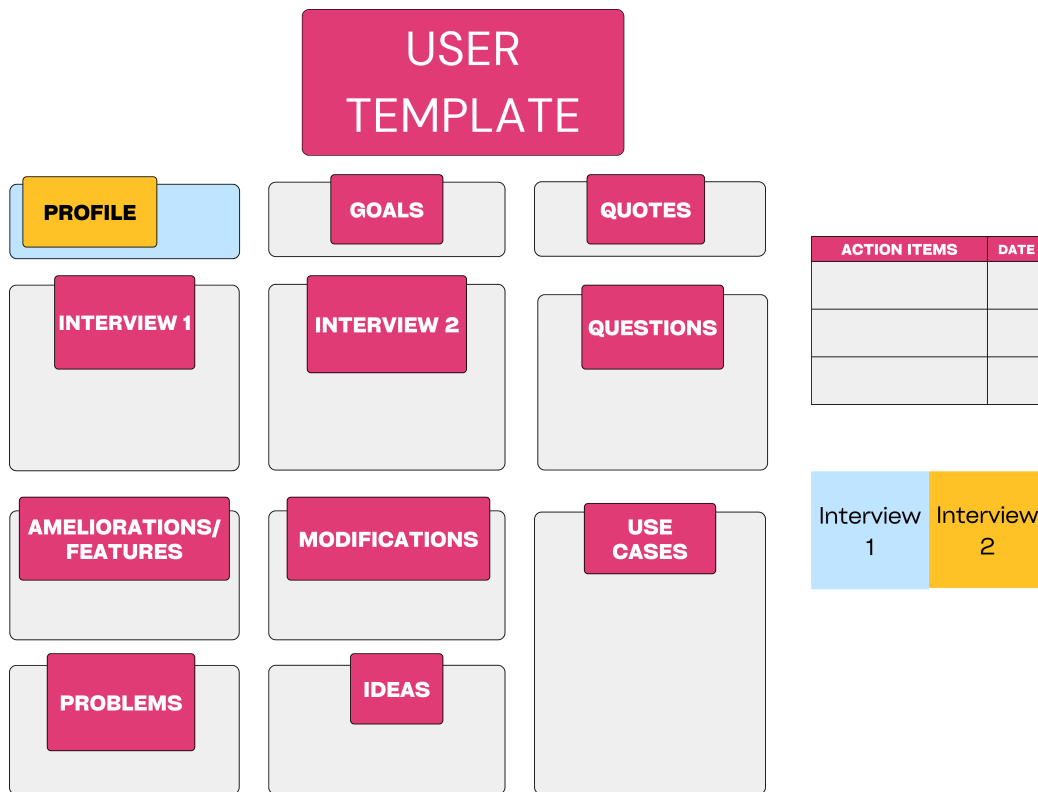 USER
TEMPLATE
PROFILE
GOALS
QUOTES
ACTION ITEMS
DATE
INTERVIEW 1
INTERVIEW 2
QUESTIONS
Interview
1
Interview
2
AMELIORATIONS/
FEATURES
MODIFICATIONS
USE
CASES
PROBLEMS
IDEAS